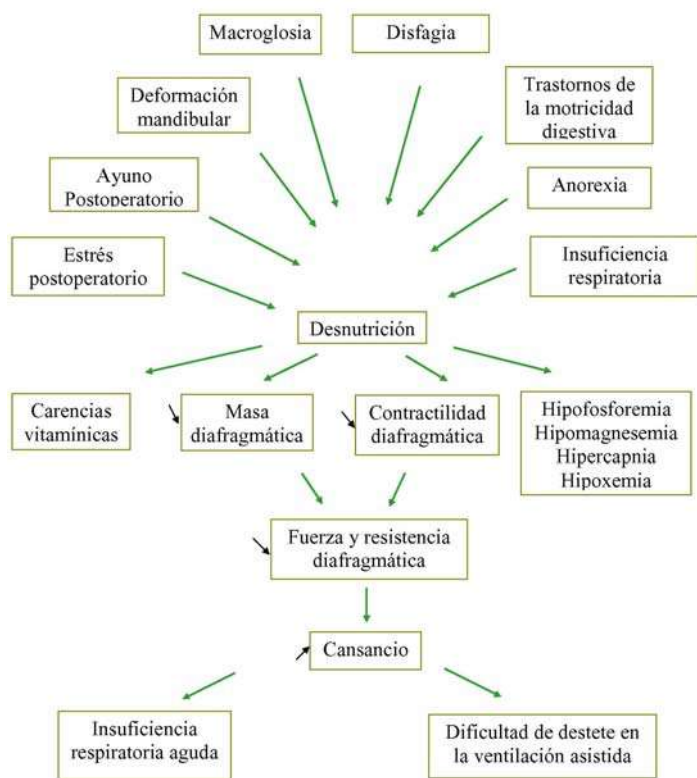 Macroglosia
Disfagia
Deformación
mandibular
Trastornos de
la motricidad
digestiva
Ayuno
Postoperatorio
Anorexia
Estrés
postoperatorio
Insuficiencia
respiratoria
Desnutrición
Carencias
vitamínicas
Masa
diafragmática
Contractilidad
diafragmática
Hipofosforemia
Hipomagnesemia
Hipercapnia
Hipoxemia
Fuerza y resistencia
diafragmática
Cansancio
Insuficiencia
respiratoria aguda
Dificultad de destete en
la ventilación asistida